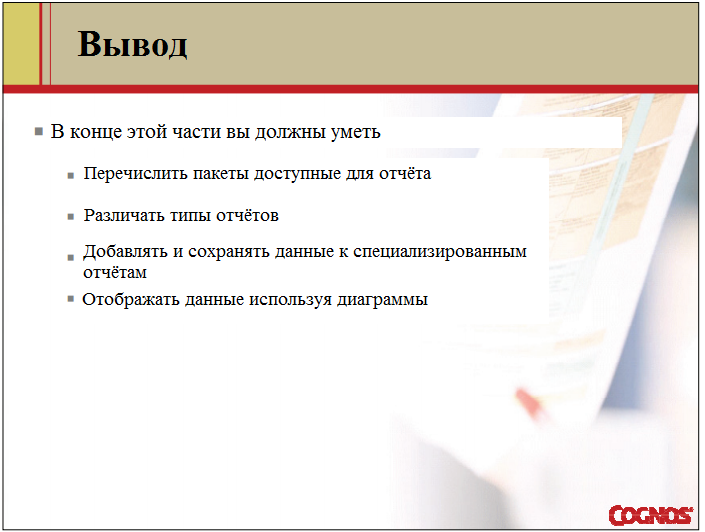 Вывод
В конце этой части вы должны уметь
Перечислить пакеты доступные для отчёта
Различать типы отчётов
Добавлять и сохранять данные к специализированным
отчётам
Отображать данные используя диаграммы
COGNOS